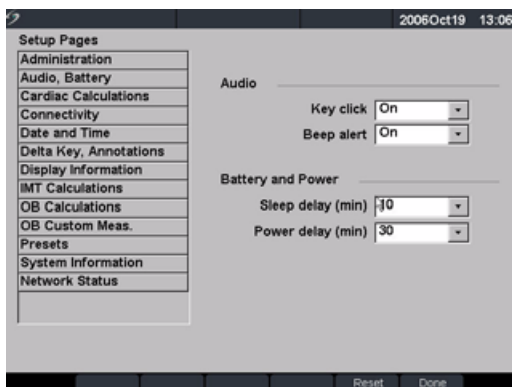 2006Oct19 13:06
Setup Pages
Administration
Audio, Battery
Cardiac Calculations
Connectivity
Date and Time
Delta Key, Annotations
Display Information
IMT Calculations
OB Calculations
OB Custom Meas.
Presets
System Information
Network Status
Audio
Key click On
Beep alert On
Battery and Power
Sleep delay (min) 10
Power delay (min) 30
Reset Done